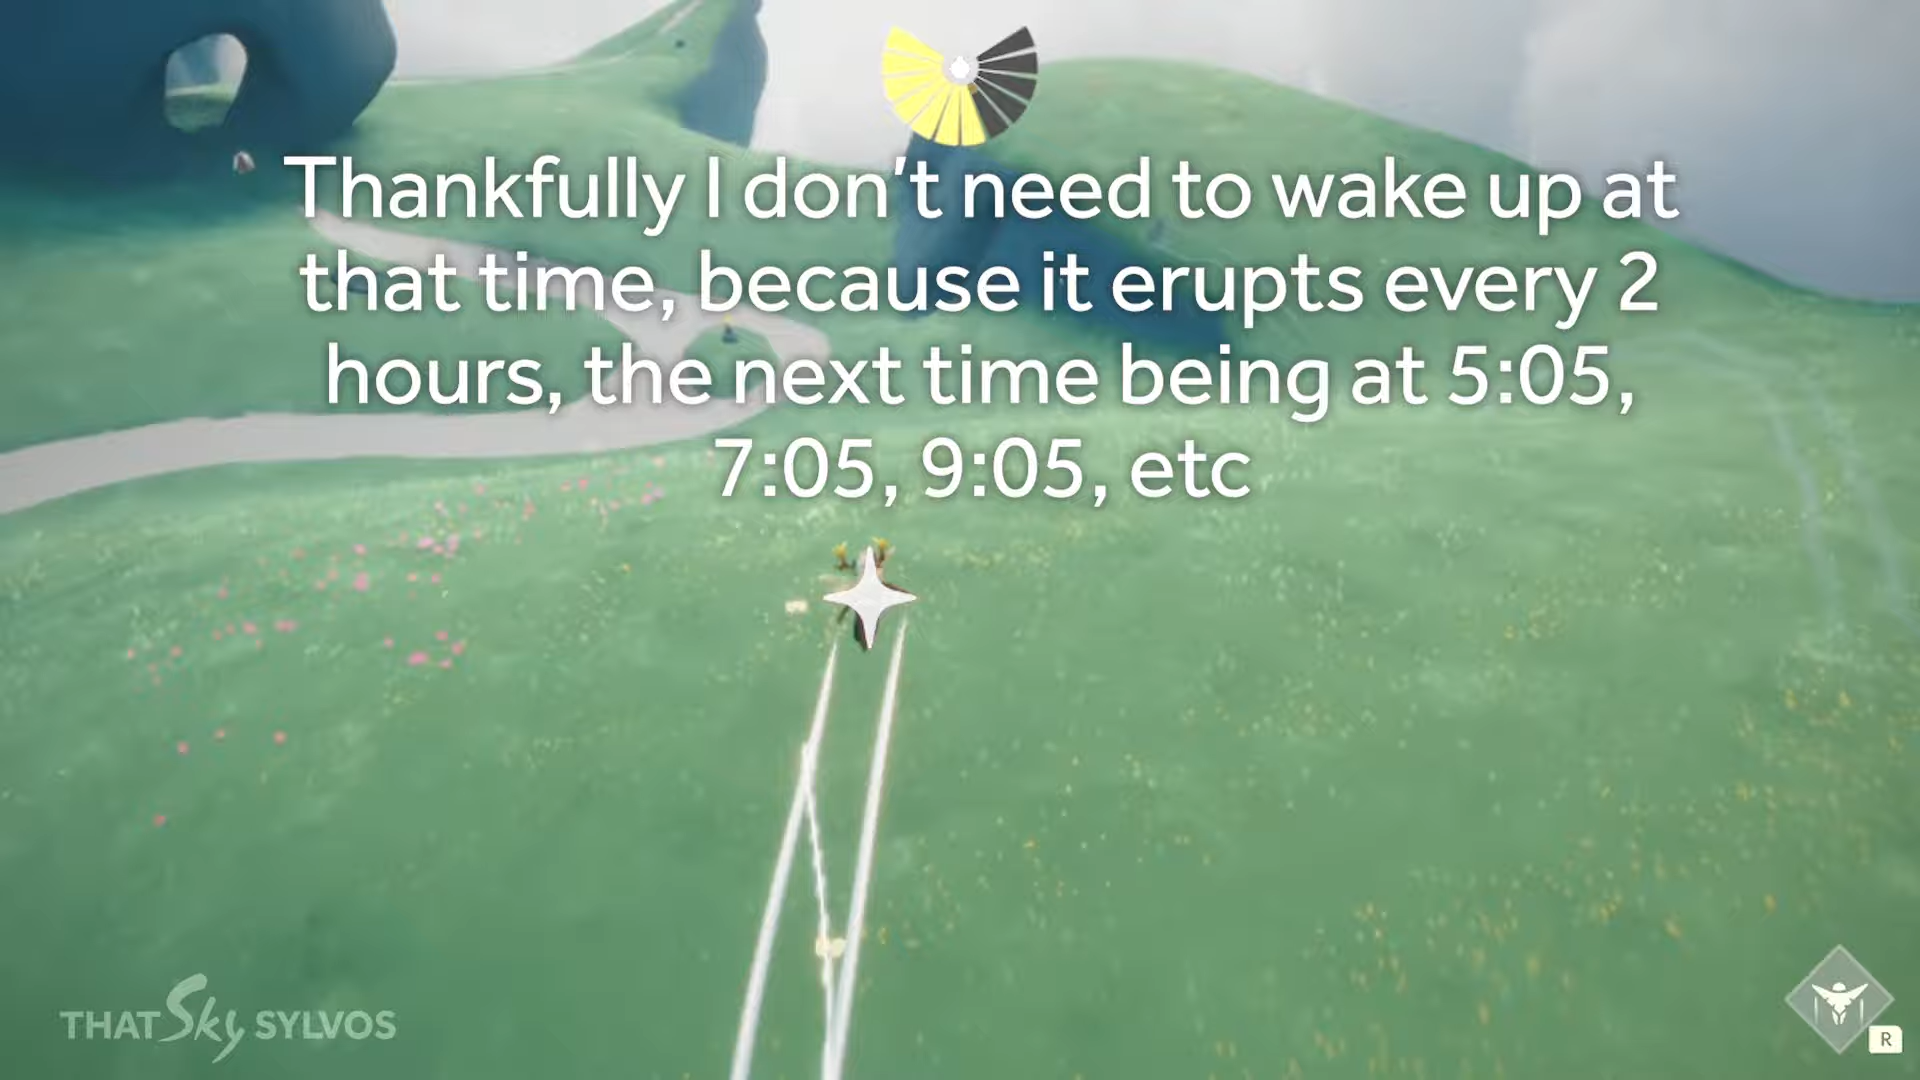 Thankfully I don't need to wake up at
that time, because it erupts every 2
hours, the next time being at 5:05,
7:05, 9:05, etc
THAT Sky SYLVOS
R